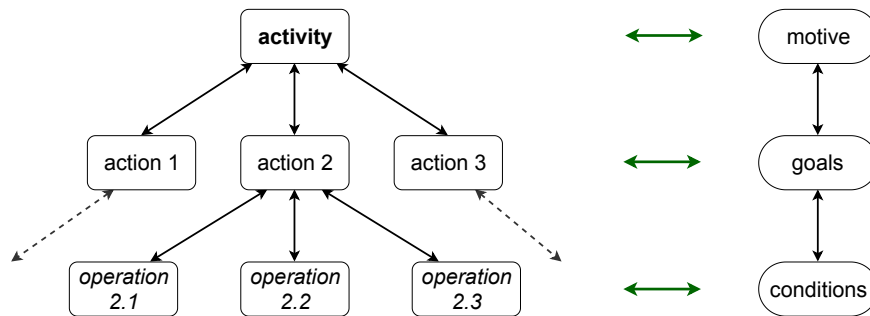 activity
motive
action 1
action 2
action 3
goals
operation
2.1
operation
2.2
operation
2.3
conditions